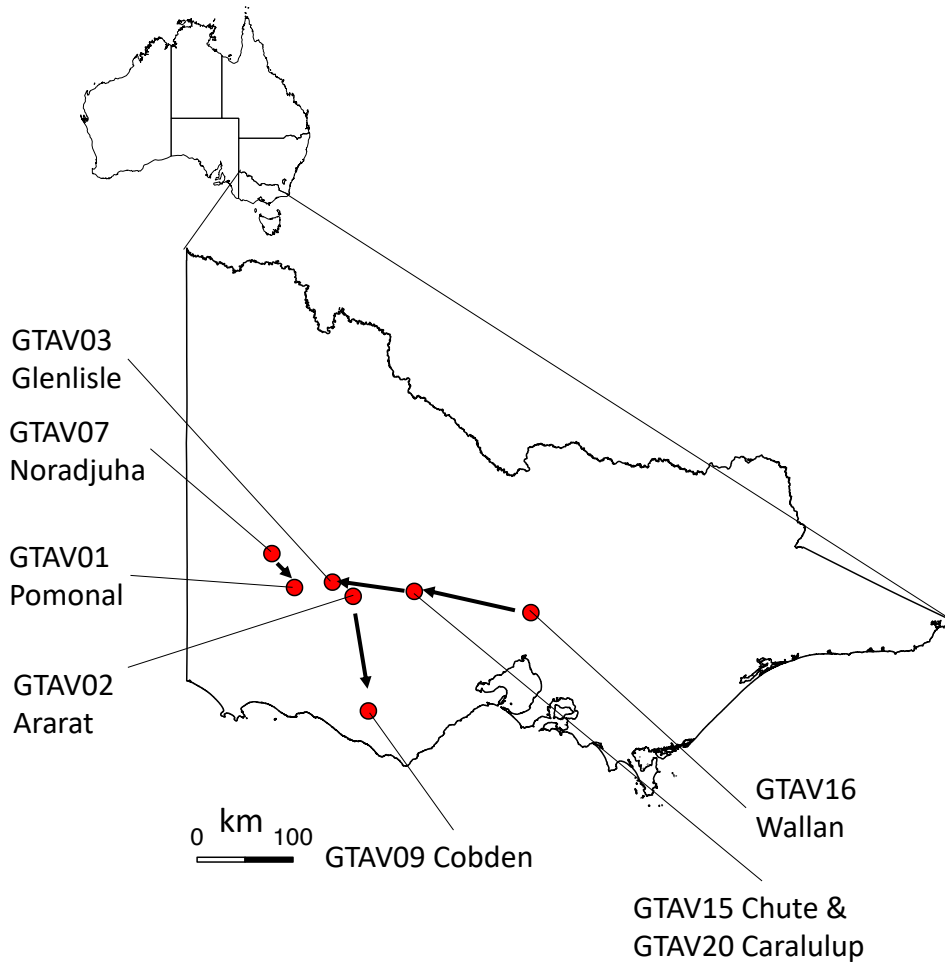 GTAV03
Glenlisle
GTAV07
Noradjuha
GTAV01
Pomonal
GTAV02
Ararat
GTAV16
Wallan
km
0 100
GTAV09 Cobden
GTAV15 Chute &
GTAV20 Caralulup